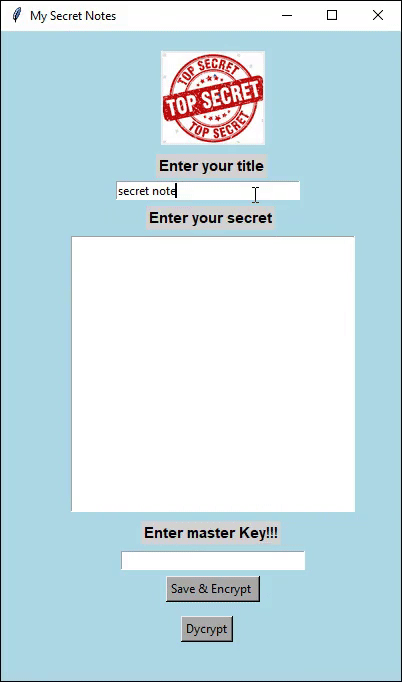 My Secret Notes
TOP SECRET
TOP SECRET
TOP SECRET
Enter your title
secret note
Enter your secret
Enter master Key!!!
Save & Encrypt
Dycrypt